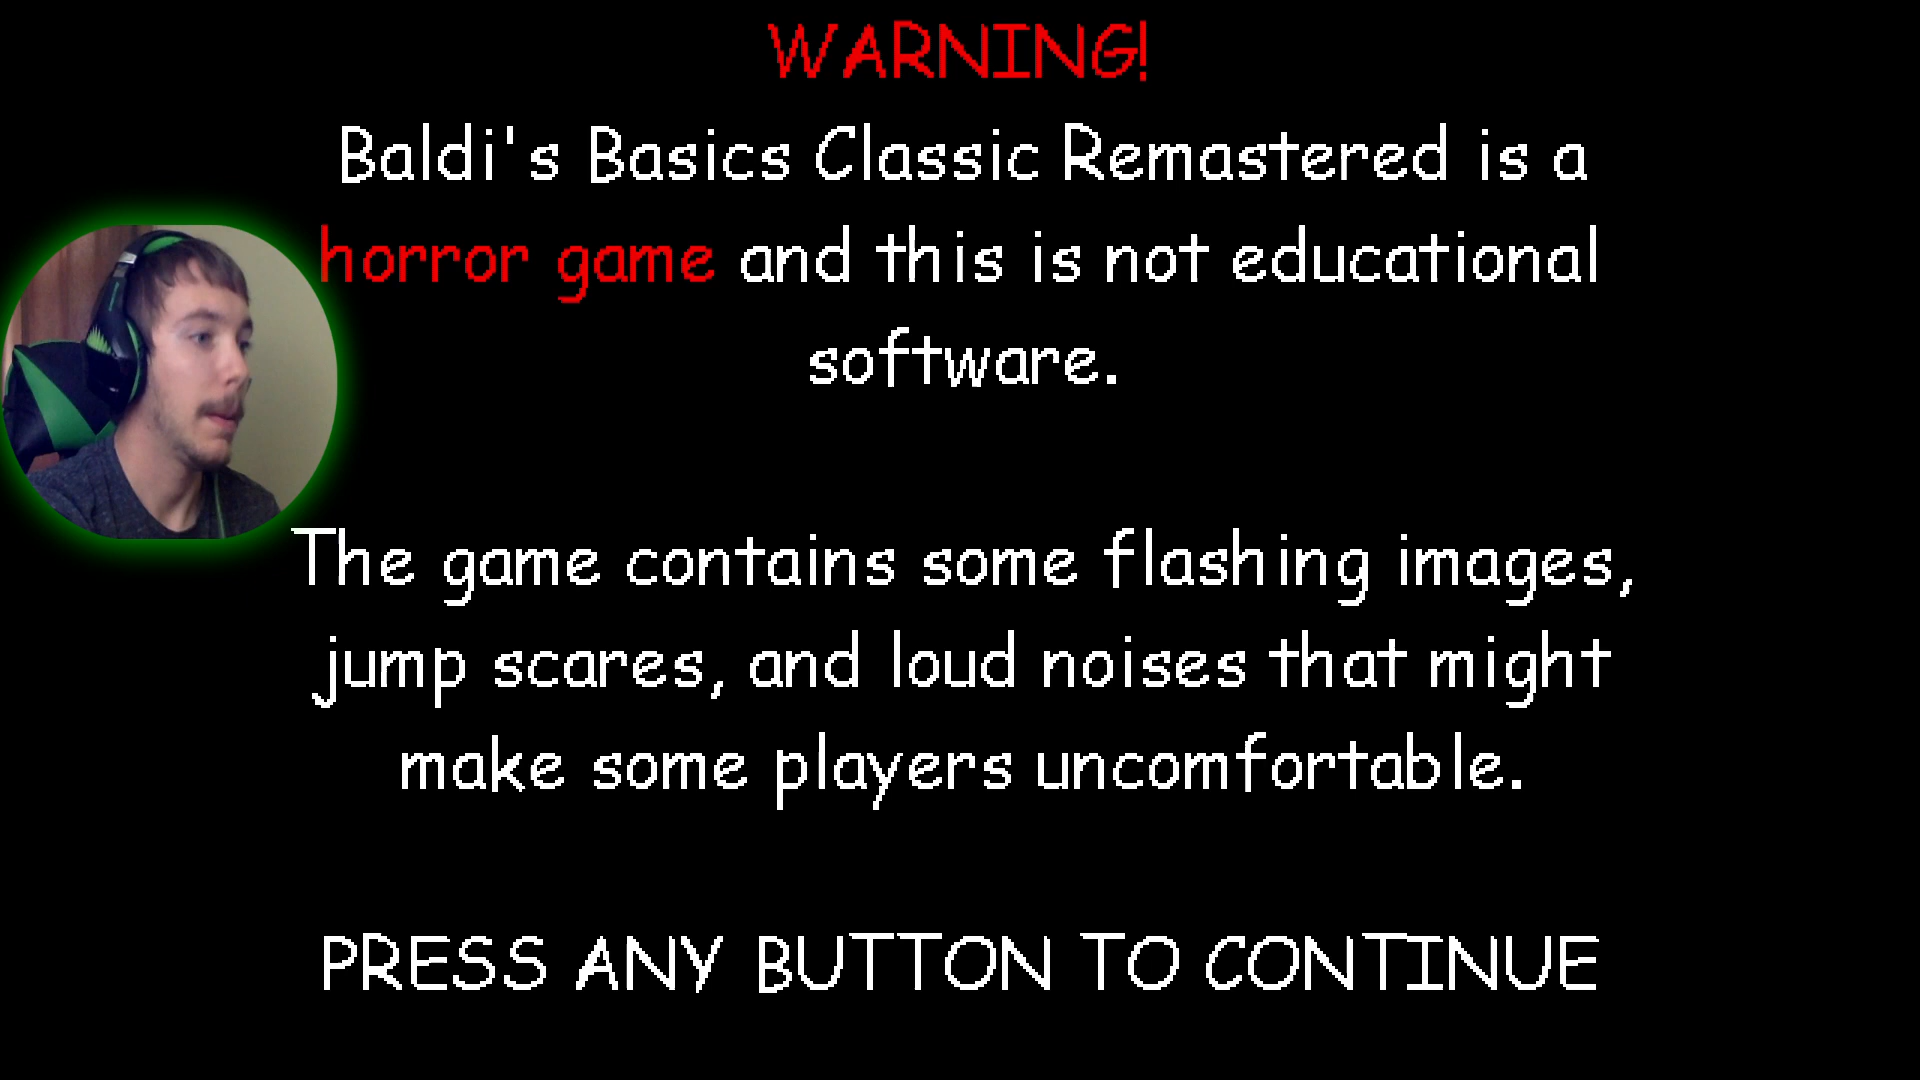 WARNING!
Baldi's Basics Classic Remastered is a
horror game and this is not educational
software.
The game contains some flashing images,
jump scares, and loud noises that might
make some players uncomfortable.
PRESS ANY BUTTON TO CONTINUE